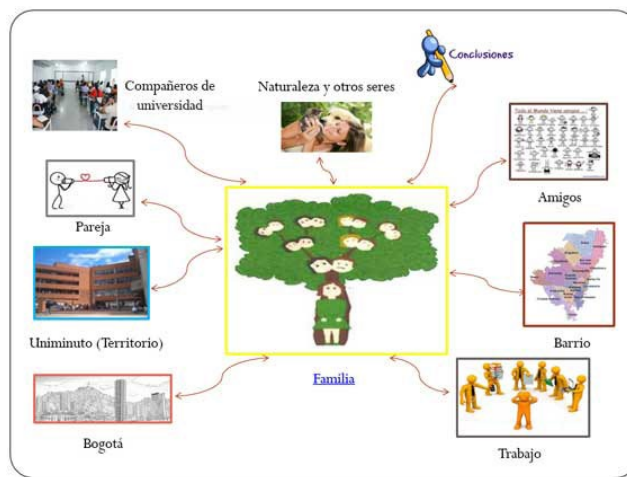 Conclusiones
Compañeros de
universidad
Naturaleza y otros seres
Amigos
Pareja
Uniminuto (Territorio)
Barrio
Familia
Bogotá
Trabajo